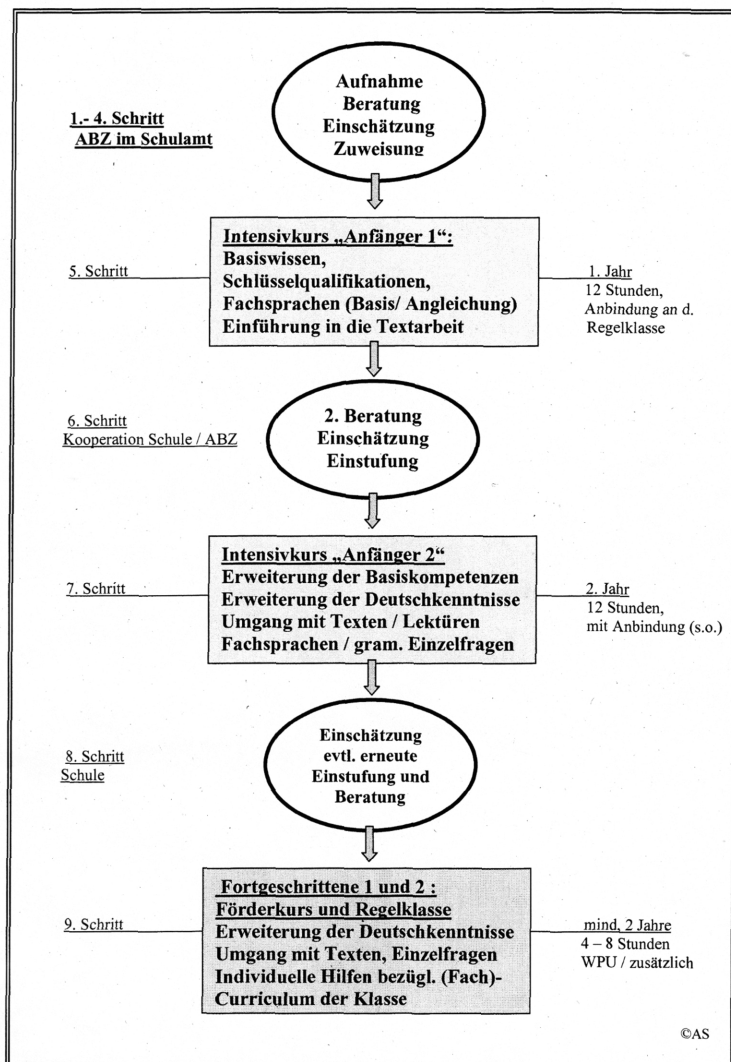 Aufnahme
Beratung
Einschätzung
Zuweisung
1.- 4. Schritt
ABZ im Schulamt
Intensivkurs „Anfänger 1“:
Basiswissen,
Schlüsselqualifikationen,
Fachsprachen (Basis/ Angleichung)
Einführung in die Textarbeit
5. Schritt
1. Jahr
12 Stunden,
Anbindung an d.
Regelklasse
6. Schritt
Kooperation Schule / ABZ
2. Beratung
Einschätzung
Einstufung
Intensivkurs „Anfänger 2“
Erweiterung der Basiskompetenzen
Erweiterung der Deutschkenntnisse
Umgang mit Texten / Lektüren
Fachsprachen / gram. Einzelfragen
7. Schritt
2. Jahr
12 Stunden,
mit Anbindung (s.o.)
8. Schritt
Schule
Einschätzung
evtl. erneute
Einstufung und
Beratung
Fortgeschrittene 1 und 2 :
Förderkurs und Regelklasse
Erweiterung der Deutschkenntnisse
Umgang mit Texten, Einzelfragen
Individuelle Hilfen bezügl. (Fach)-
Curriculum der Klasse
9. Schritt
mind, 2 Jahre
4 – 8 Stunden
WPU / zusätzlich
©AS